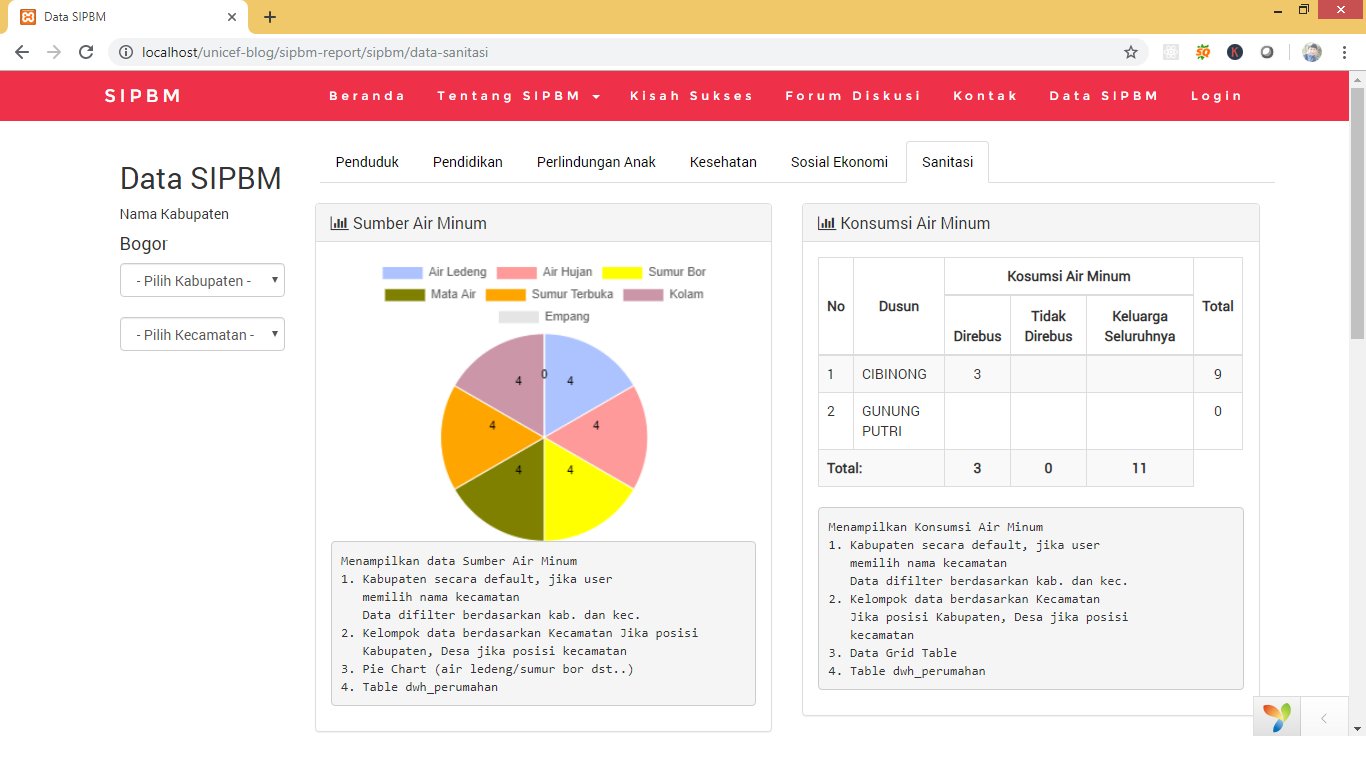 Data SIPBM
localhost/unicef-blog/sipbm-report/sipbm/data-sanitasi
SIPBM
Beranda
Tentang SIPBM
Kisah Sukses
Forum Diskusi
Kontak
Data SIPBM
Login
Data SIPBM
Nama Kabupaten
Bogor
- Pilih Kabupaten -
- Pilih Kecamatan -
Penduduk
Pendidikan
Perlindungan Anak
Kesehatan
Sosial Ekonomi
Sanitasi
Sumber Air Minum
Air Ledeng Air Hujan Sumur Bor
Mata Air Sumur Terbuka Kolam
Empang
4 0 4
4 4
4 4
Menampilkan data Sumber Air Minum
1. Kabupaten secara default, jika user
memilih nama kecamatan
Data difilter berdasarkan kab. dan kec.
2. Kelompok data berdasarkan Kecamatan Jika posisi
Kabupaten, Desa jika posisi kecamatan
3. Pie Chart (air ledeng/sumur bor dst..)
4. Table dwh_perumahan
Konsumsi Air Minum
No Dusun Kosumsi Air Minum Total
Direbus Tidak Direbus Keluarga Seluruhnya
1 CIBINONG 3 9
2 GUNUNG PUTRI 0
Total: 3 0 11
Menampilkan Konsumsi Air Minum
1. Kabupaten secara default, jika user
memilih nama kecamatan
Data difilter berdasarkan kab. dan kec.
2. Kelompok data berdasarkan Kecamatan
Jika posisi Kabupaten, Desa jika posisi
kecamatan
3. Data Grid Table
4. Table dwh_perumahan